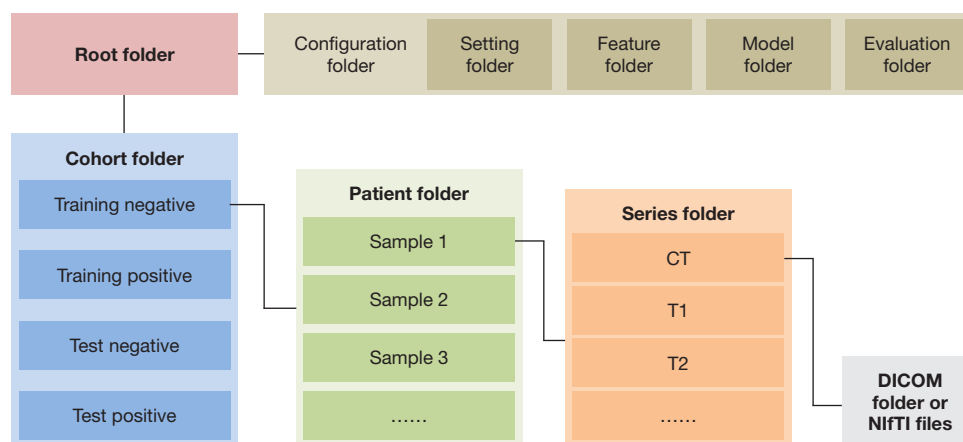 Root folder
Configuration
folder
Setting
folder
Feature
folder
Model
folder
Evaluation
folder
Cohort folder
Training negative
Training positive
Test negative
Test positive
Patient folder
Sample 1
Sample 2
Sample 3
......
Series folder
CT
T1
T2
......
DICOM
folder or
NIfTI files